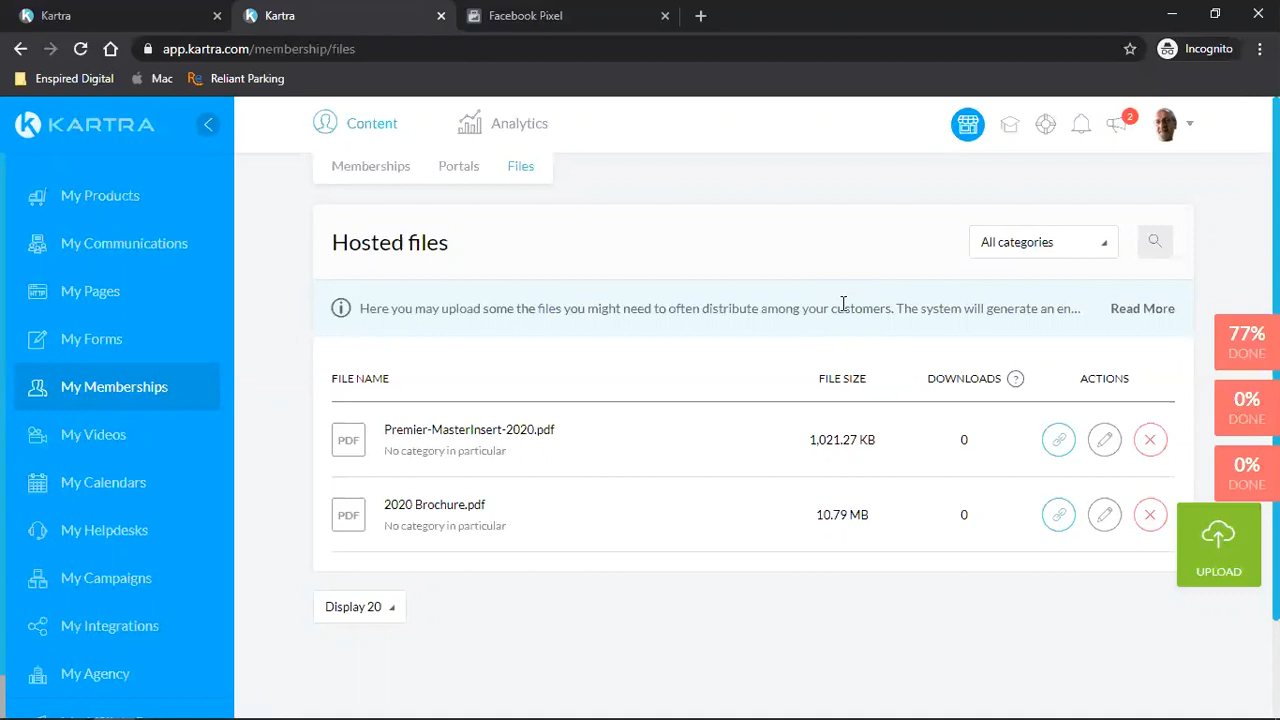 Kartra
Kartra
Facebook Pixel
app.kartra.com/membership/files
Incognito
Enspired Digital
Mac
Reliant Parking
KARTRA
Content
Analytics
2
Memberships
Portals
Files
My Products
My Communications
My Pages
My Forms
My Memberships
My Videos
My Calendars
My Helpdesks
My Campaigns
My Integrations
My Agency
Hosted files
All categories
Here you may upload some the files you might need to often distribute among your customers. The system will generate an en...
Read More
FILE NAME
FILE SIZE
DOWNLOADS ?
ACTIONS
PDF
Premier-MasterInsert-2020.pdf
No category in particular
1,021.27 KB
0
PDF
2020 Brochure.pdf
No category in particular
10.79 MB
0
Display 20
77%
DONE
0%
DONE
0%
DONE
UPLOAD